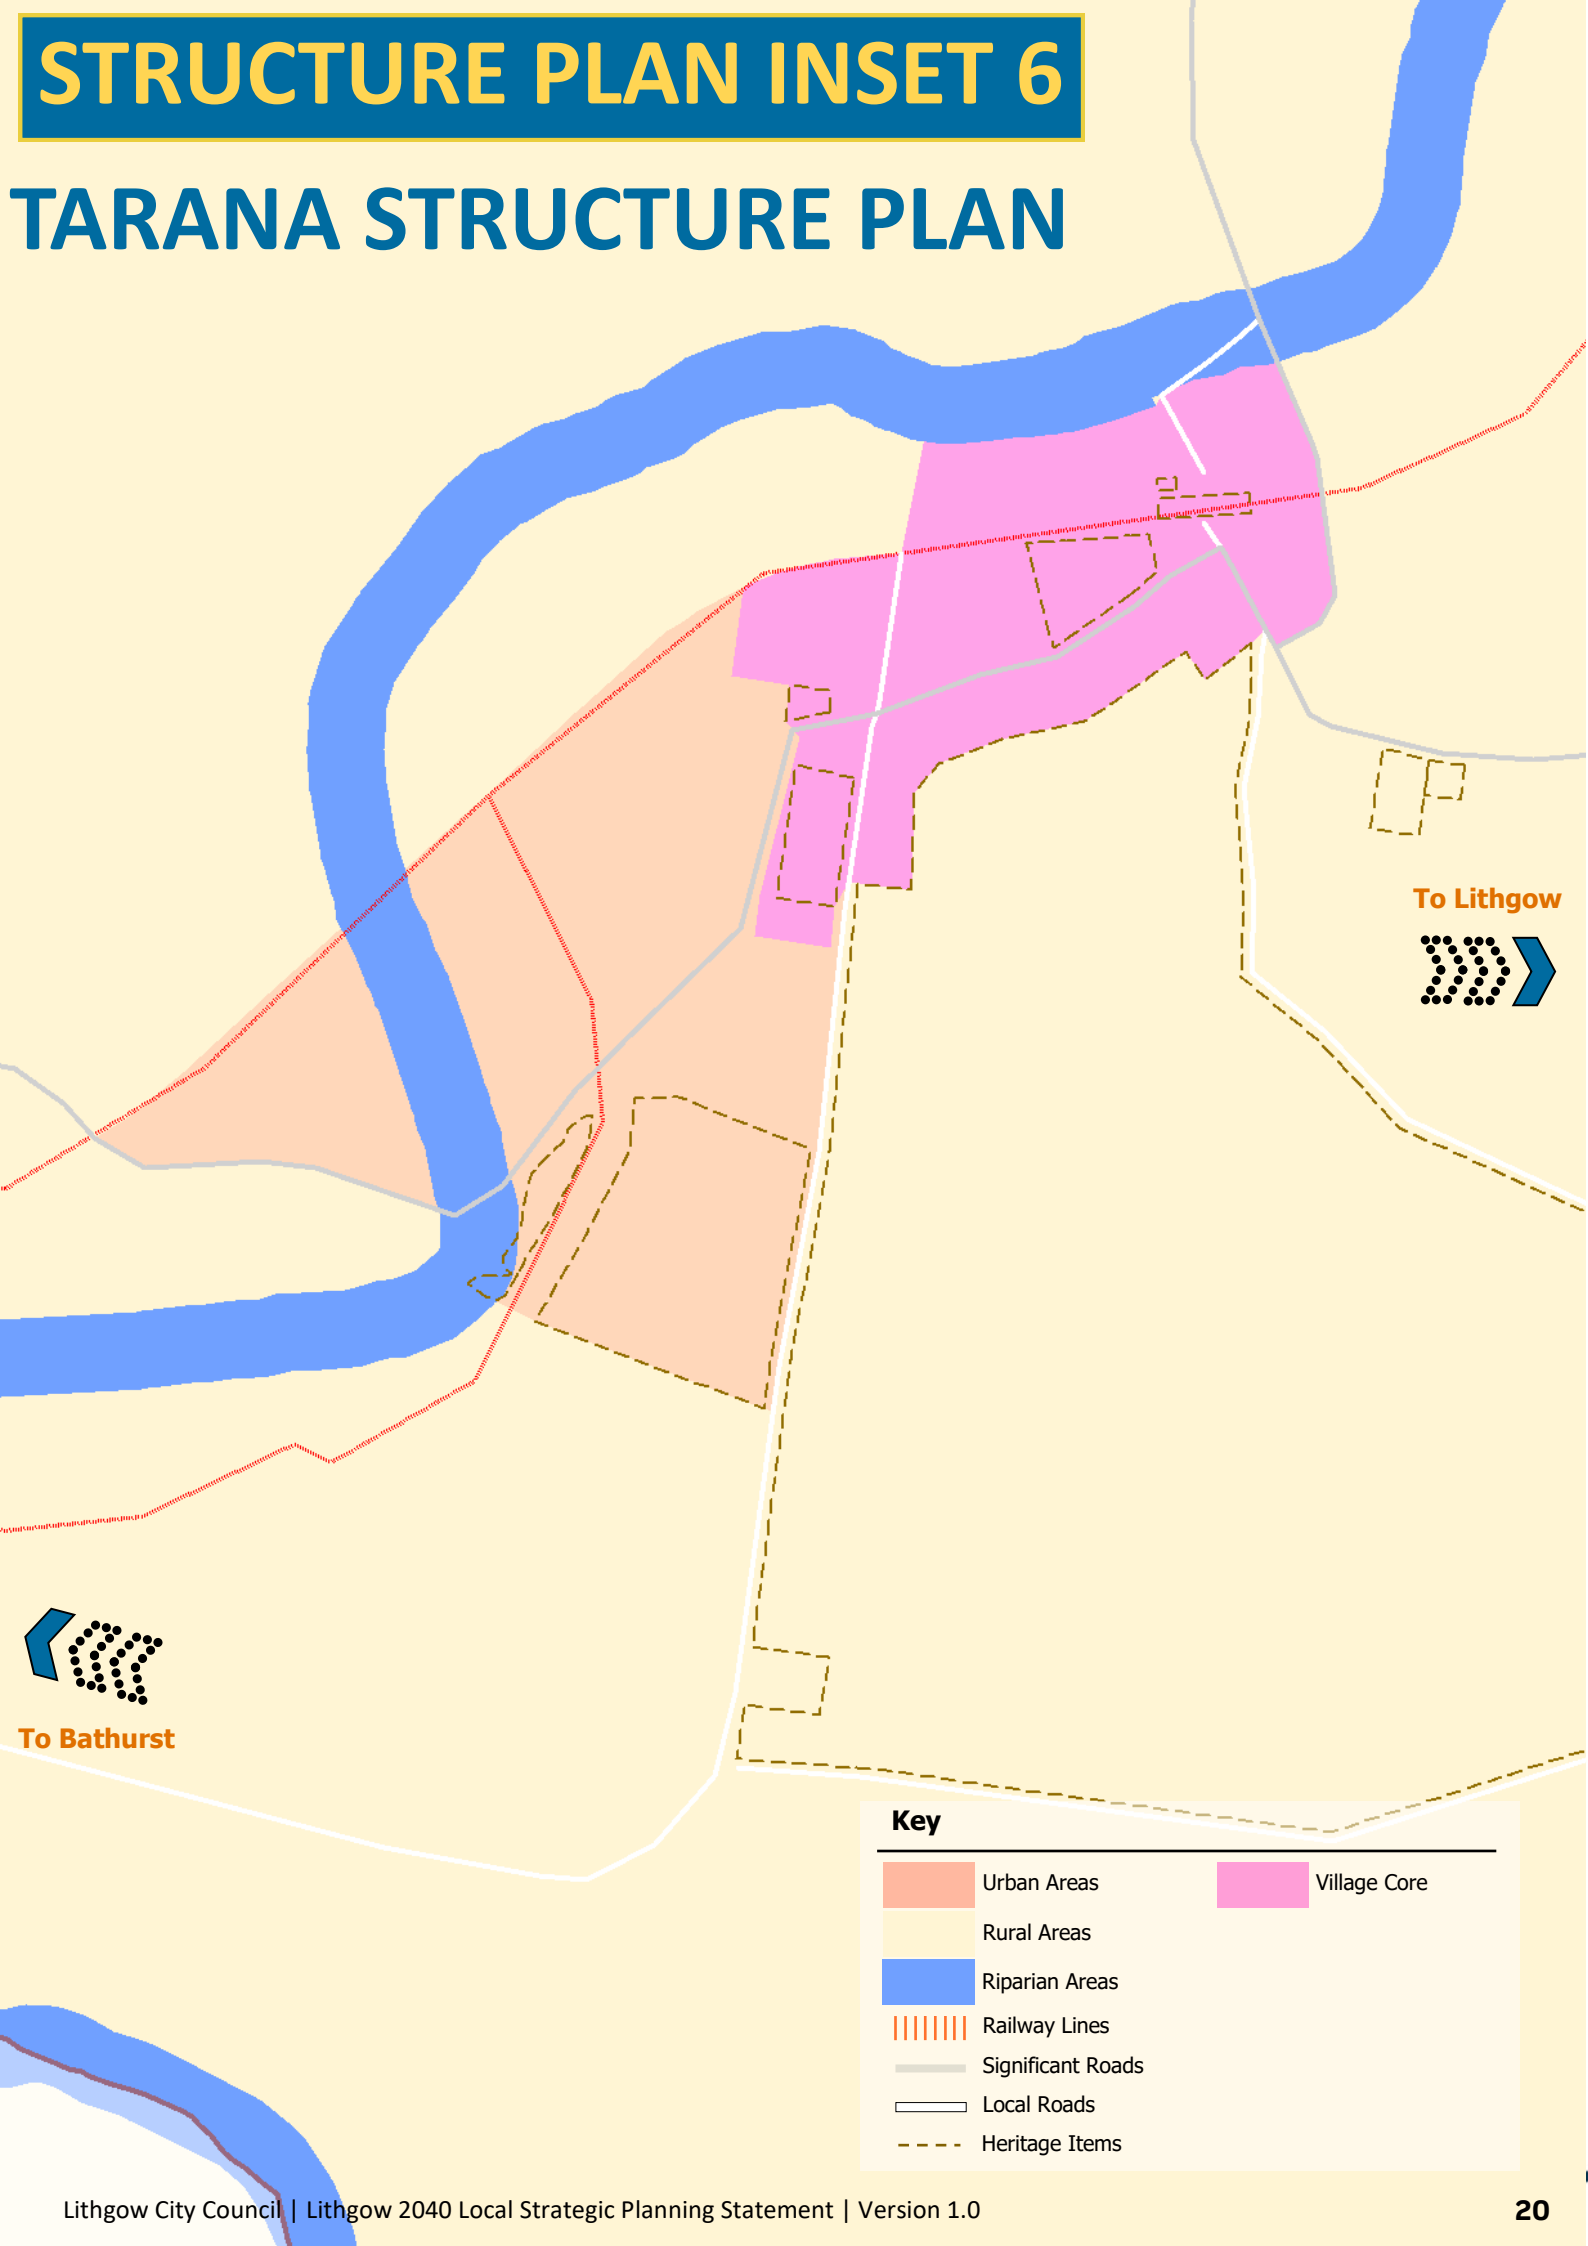 STRUCTURE PLAN INSET 6
TARANA STRUCTURE PLAN
To Lithgow
To Bathurst
Key
Urban Areas
Village Core
Rural Areas
Riparian Areas
Railway Lines
Significant Roads
Local Roads
Heritage Items
Lithgow City Council | Lithgow 2040 Local Strategic Planning Statement | Version 1.0
20